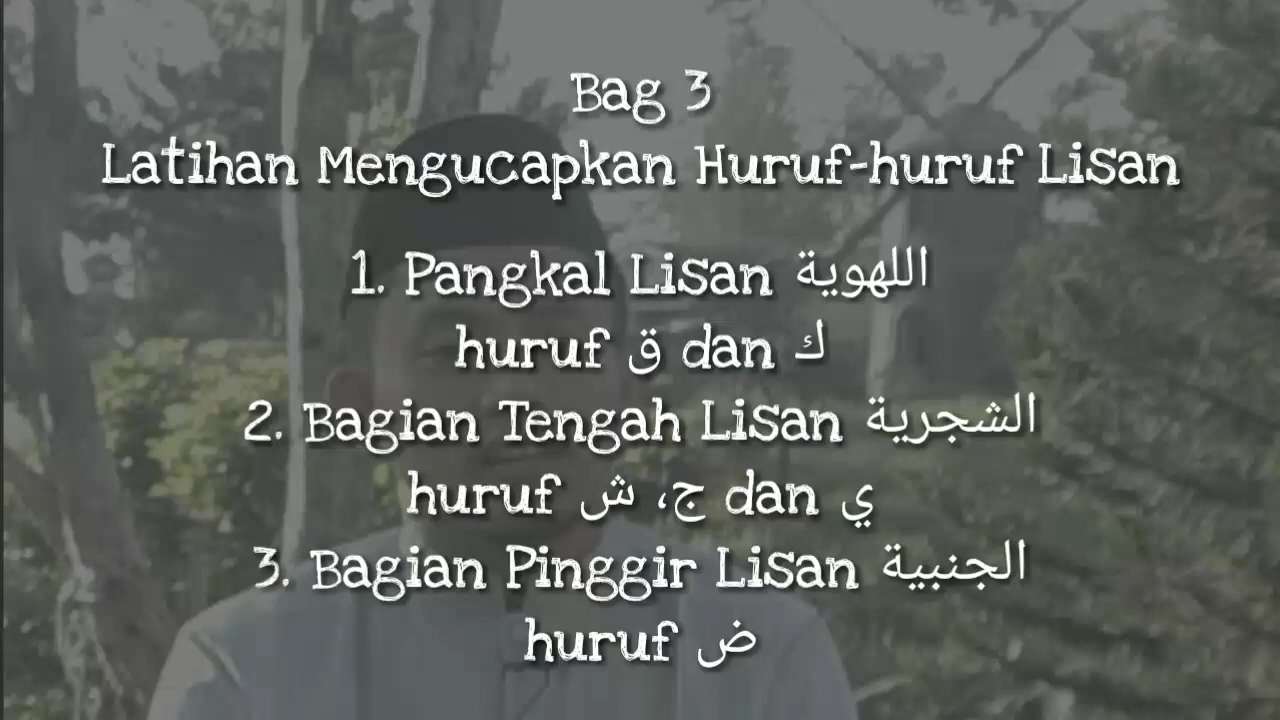 Bag 3
Latihan Mengucapkan Huruf-huruf Lisan
1. Pangkal Lisan اللهوية
huruf ق dan ك
2. Bagian Tengah Lisan الشجرية
huruf ج، ش dan ي
3. Bagian Pinggir Lisan الجنبية
huruf ض